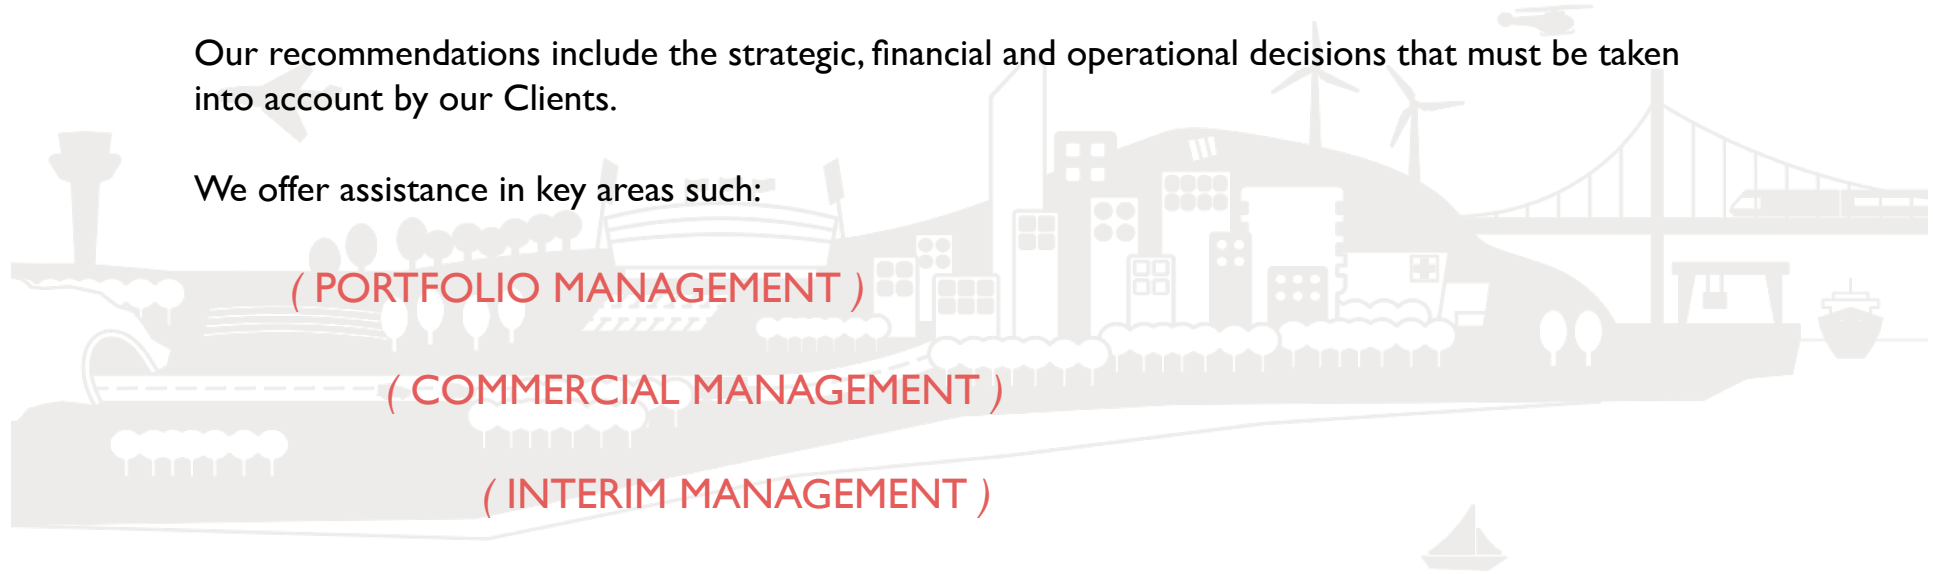 Our recommendations include the strategic, financial and operational decisions that must be taken
into account by our Clients.
We offer assistance in key areas such:
( PORTFOLIO MANAGEMENT )
( COMMERCIAL MANAGEMENT )
( INTERIM MANAGEMENT )